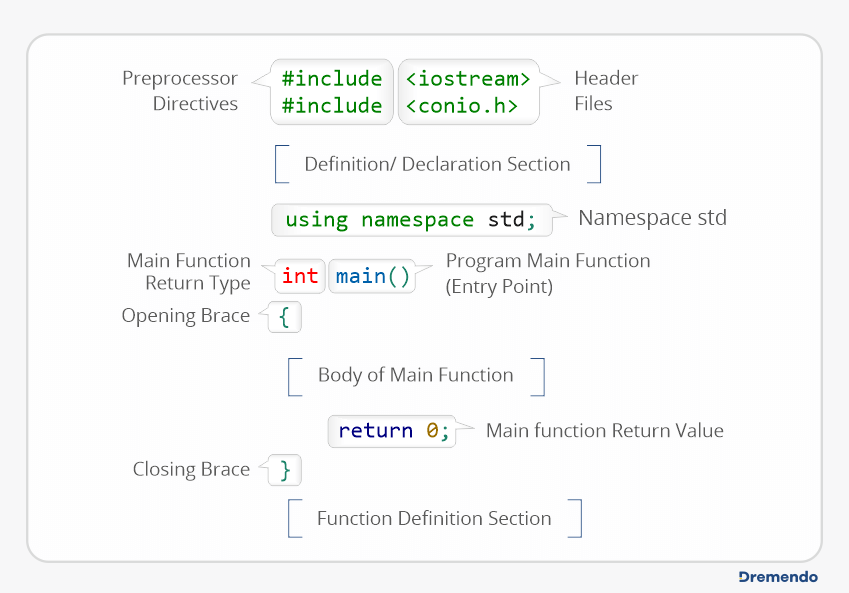 Preprocessor #include <iostream> Header
Directives #include <conio.h> Files
Definition/ Declaration Section
using namespace std; Namespace std
Main Function
Return Type
int main()
Program Main Function
(Entry Point)
Opening Brace {
Body of Main Function
return 0; Main function Return Value
Closing Brace }
Function Definition Section
Dremendo